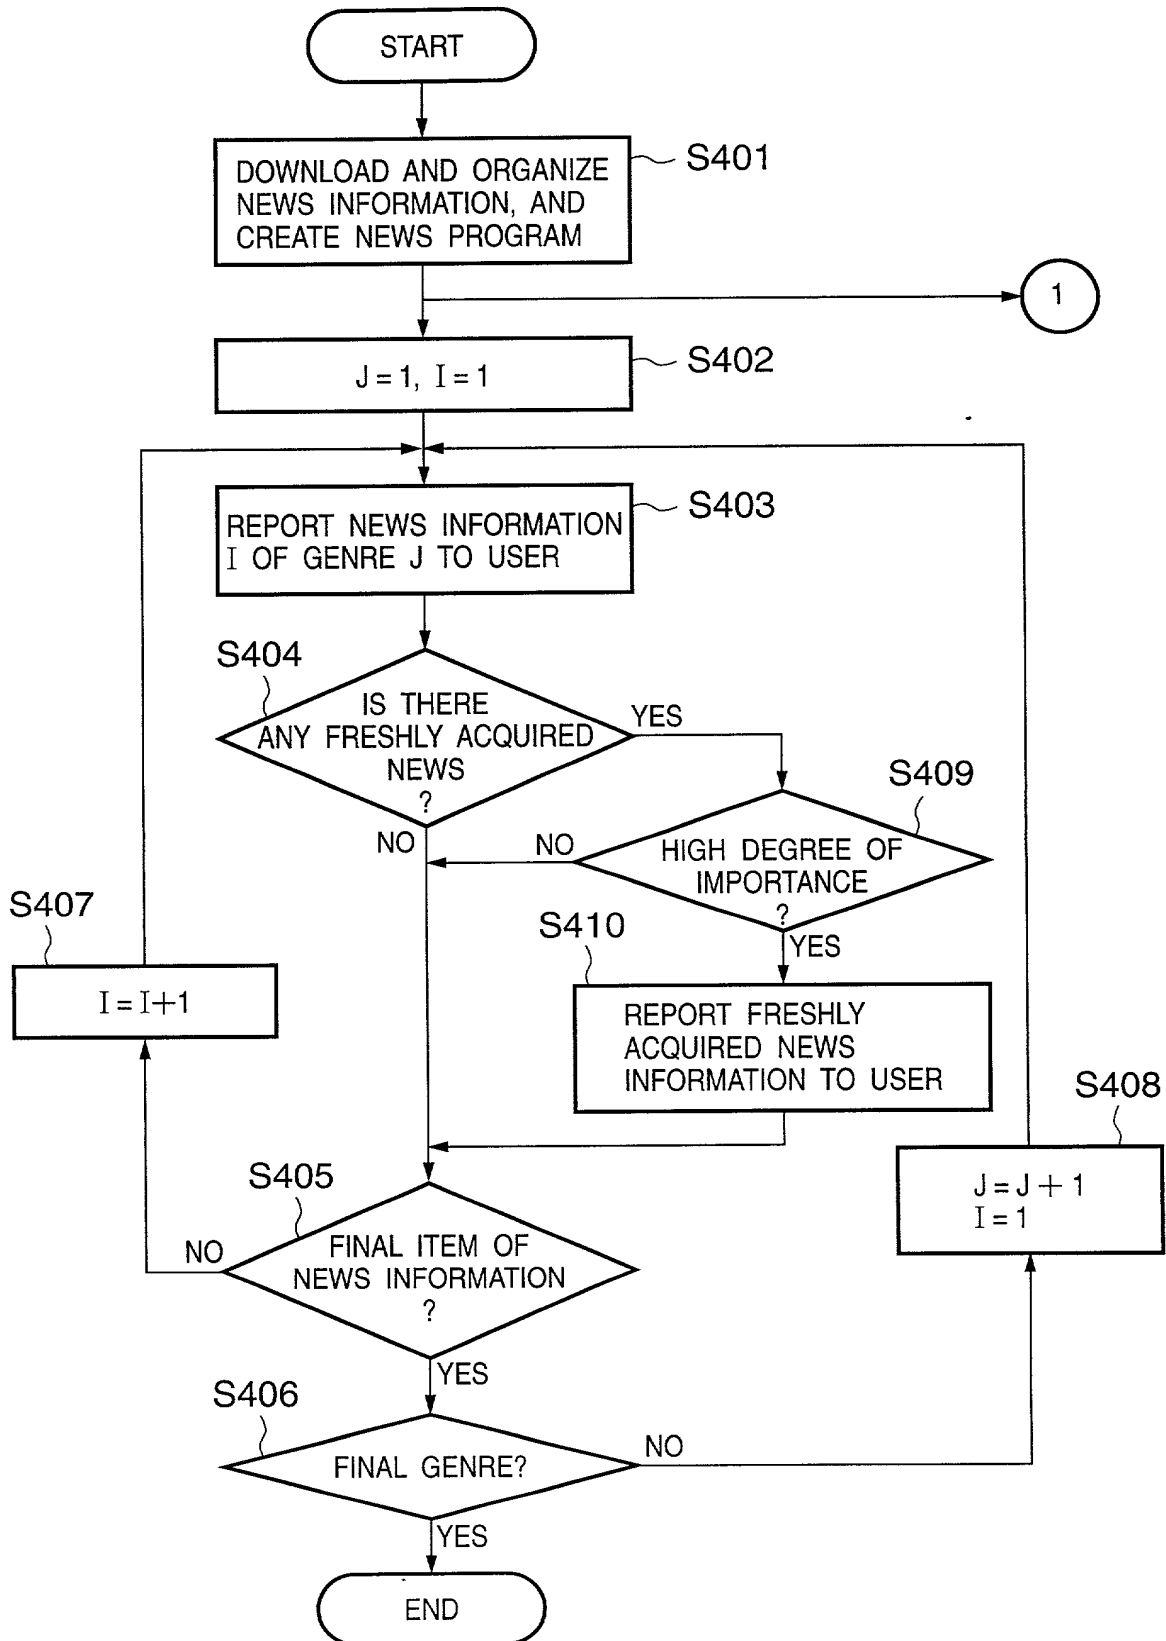 START
S401
DOWNLOAD AND ORGANIZE
NEWS INFORMATION, AND
CREATE NEWS PROGRAM
1
S402
J=1, I=1
S403
REPORT NEWS INFORMATION
I OF GENRE J TO USER
S404
IS THERE
ANY FRESHLY ACQUIRED
NEWS
?
YES
NO
S409
HIGH DEGREE OF
IMPORTANCE
?
NO
YES
S407
I=I+1
S410
REPORT FRESHLY
ACQUIRED NEWS
INFORMATION TO USER
S408
J=J+1
I=1
S405
FINAL ITEM OF
NEWS INFORMATION
?
NO
YES
S406
FINAL GENRE?
NO
YES
END